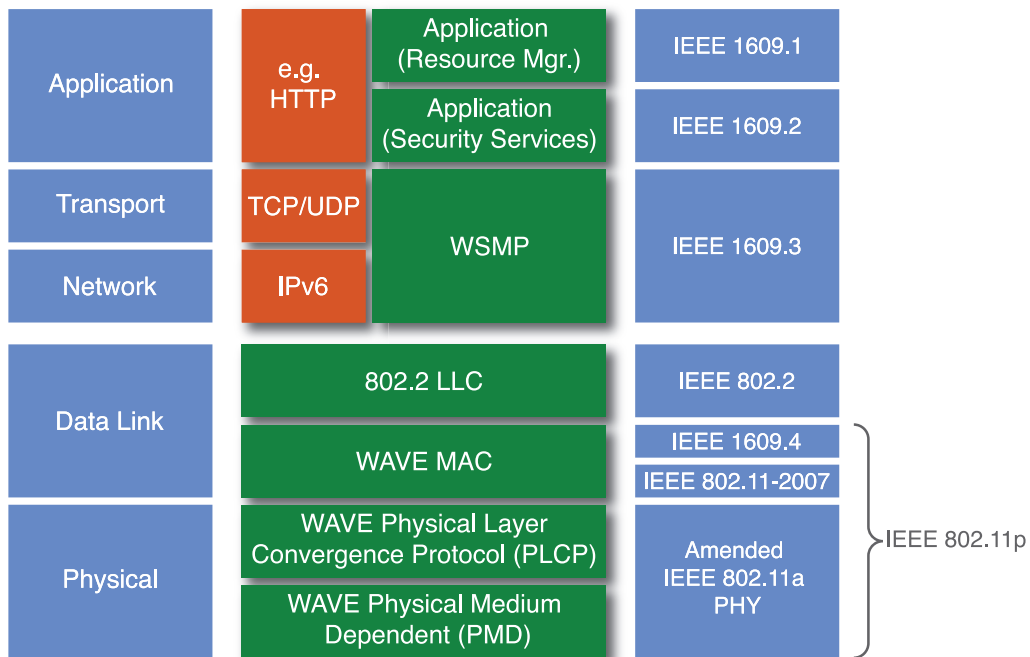 Application
e.g.
HTTP
Application
(Resource Mgr.)
IEEE 1609.1
Application
(Security Services)
IEEE 1609.2
Transport
TCP/UDP
WSMP
IEEE 1609.3
Network
IPv6
Data Link
802.2 LLC
IEEE 802.2
WAVE MAC
IEEE 1609.4
IEEE 802.11-2007
Physical
WAVE Physical Layer
Convergence Protocol (PLCP)
WAVE Physical Medium
Dependent (PMD)
Amended
IEEE 802.11a
PHY
IEEE 802.11p